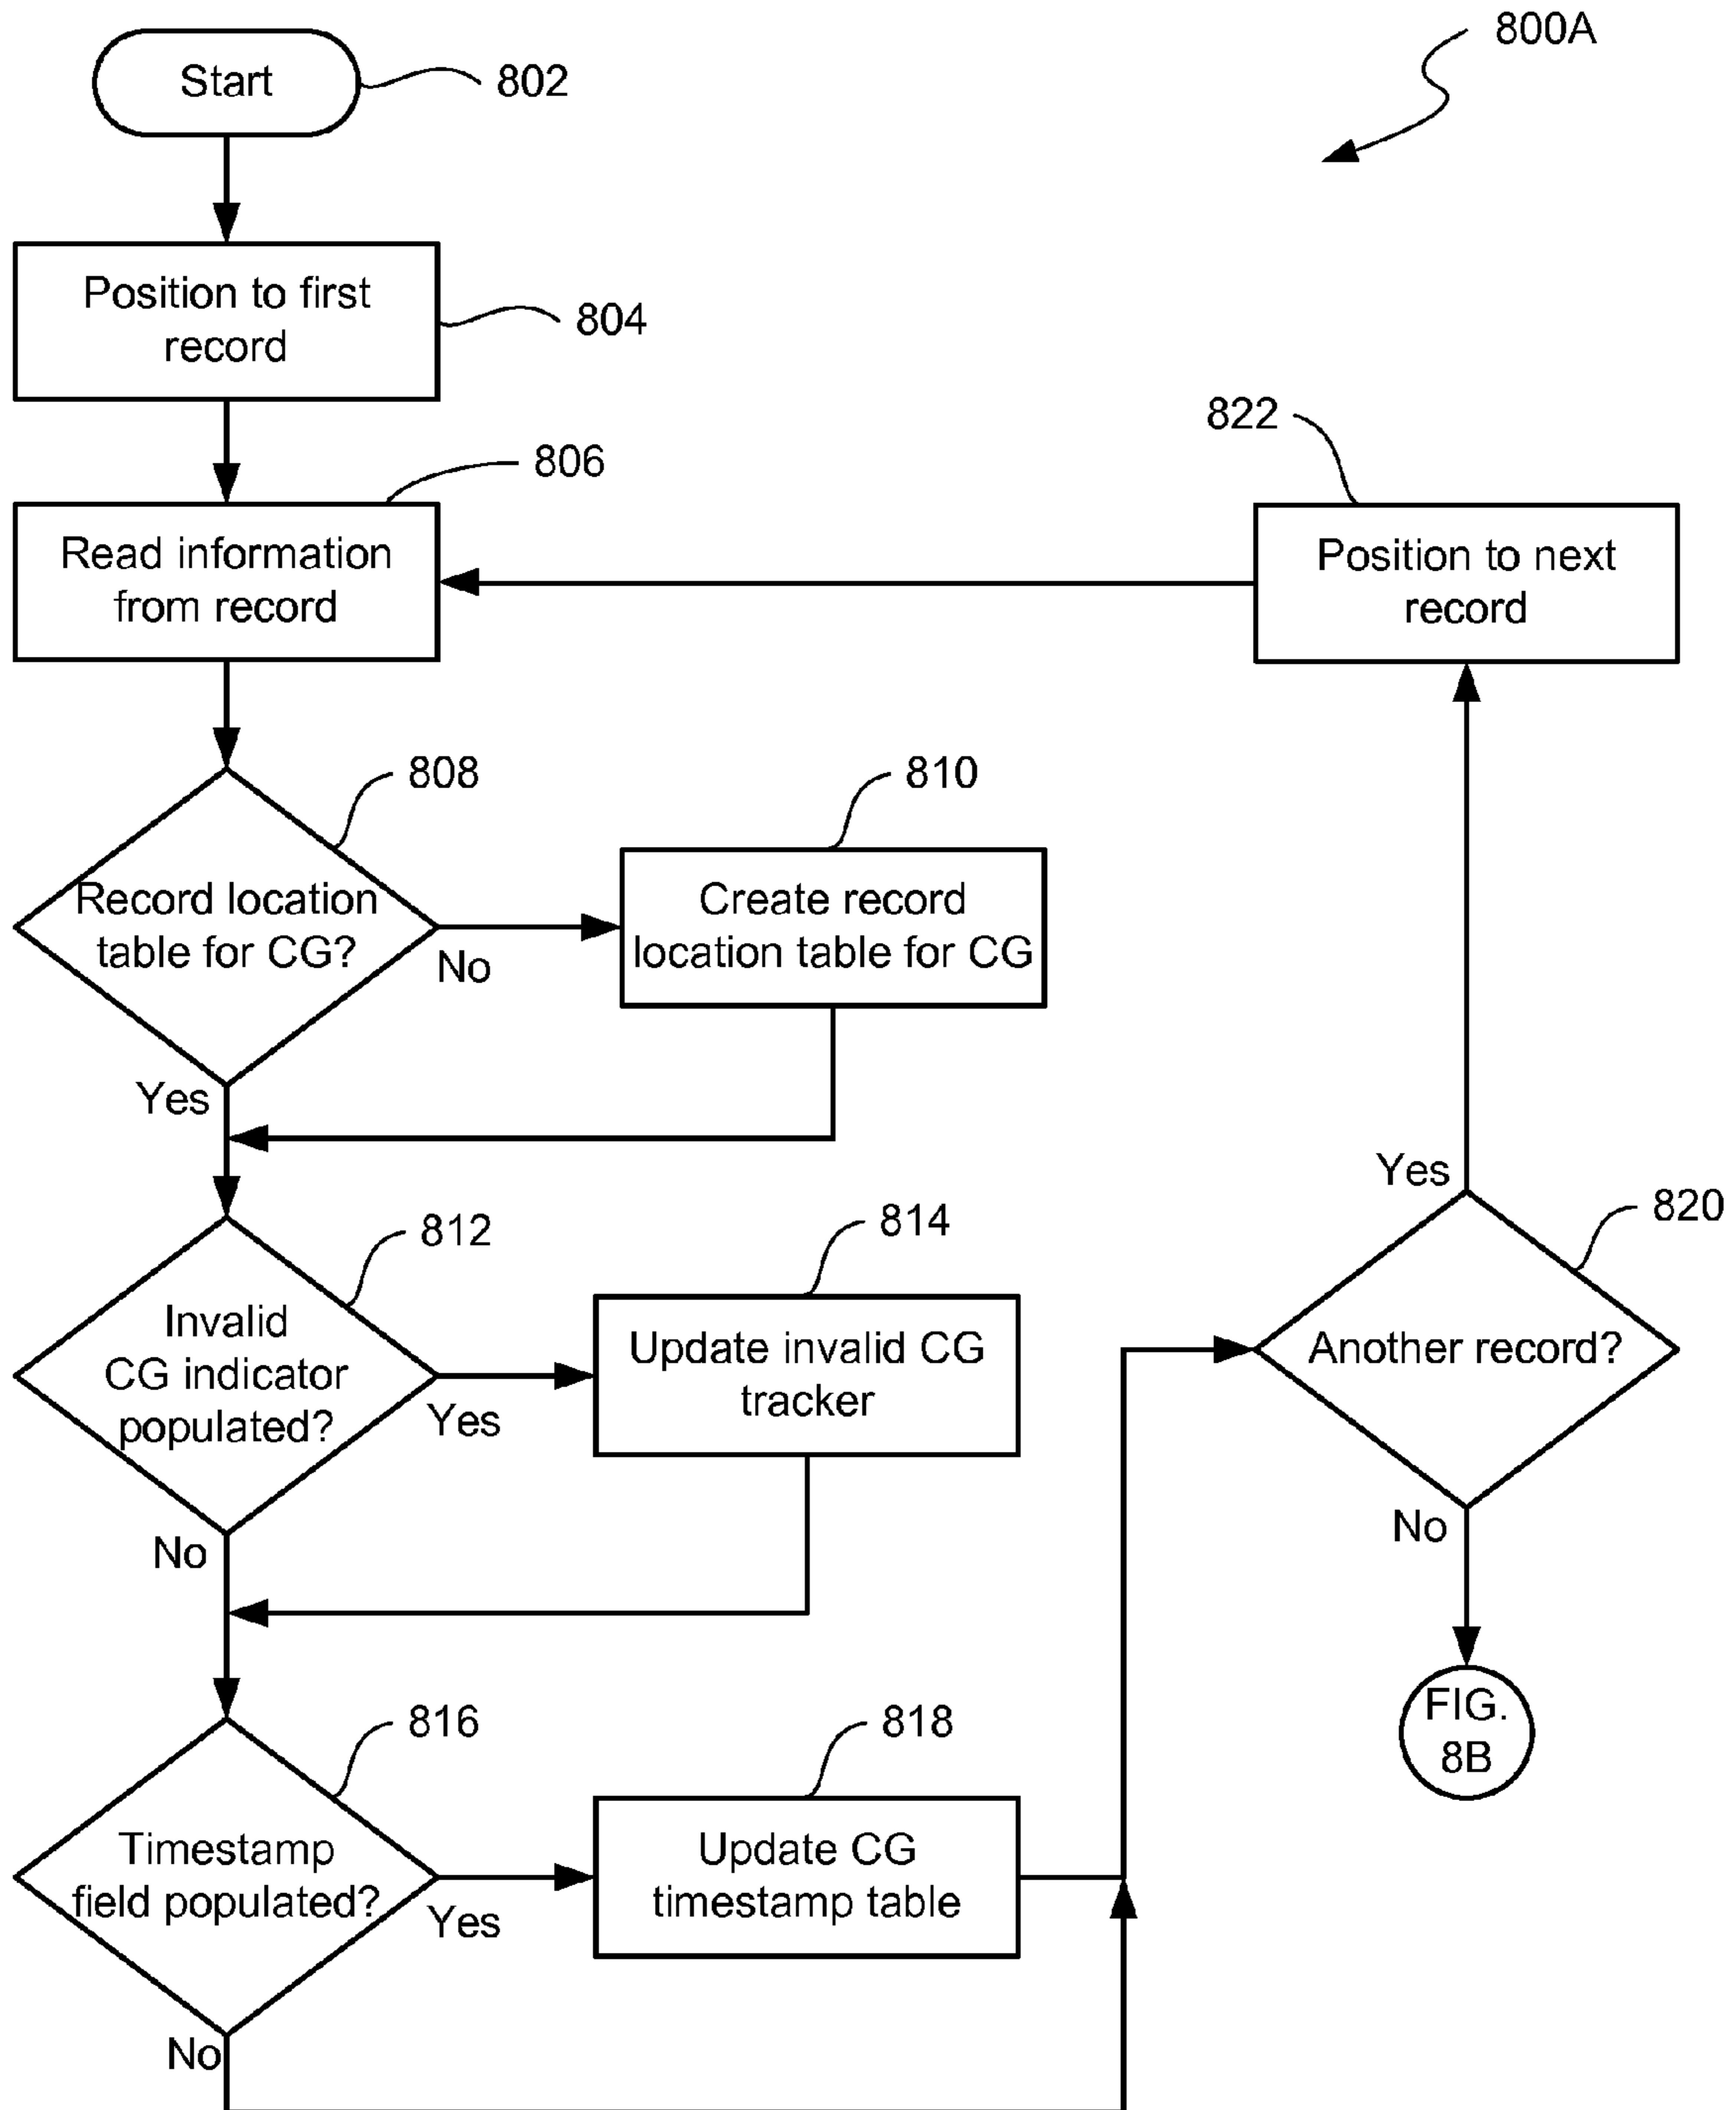 800A
Start
802
Position to first
record
804
822
806
Read information
from record
Position to next
record
808
810
Record location
table for CG?
No
Create record
location table for CG
Yes
Yes
820
812
814
Invalid
CG indicator
populated?
Yes
Update invalid CG
tracker
Another record?
No
No
816
818
FIG.
8B
Timestamp
field populated?
Yes
Update CG
timestamp table
No